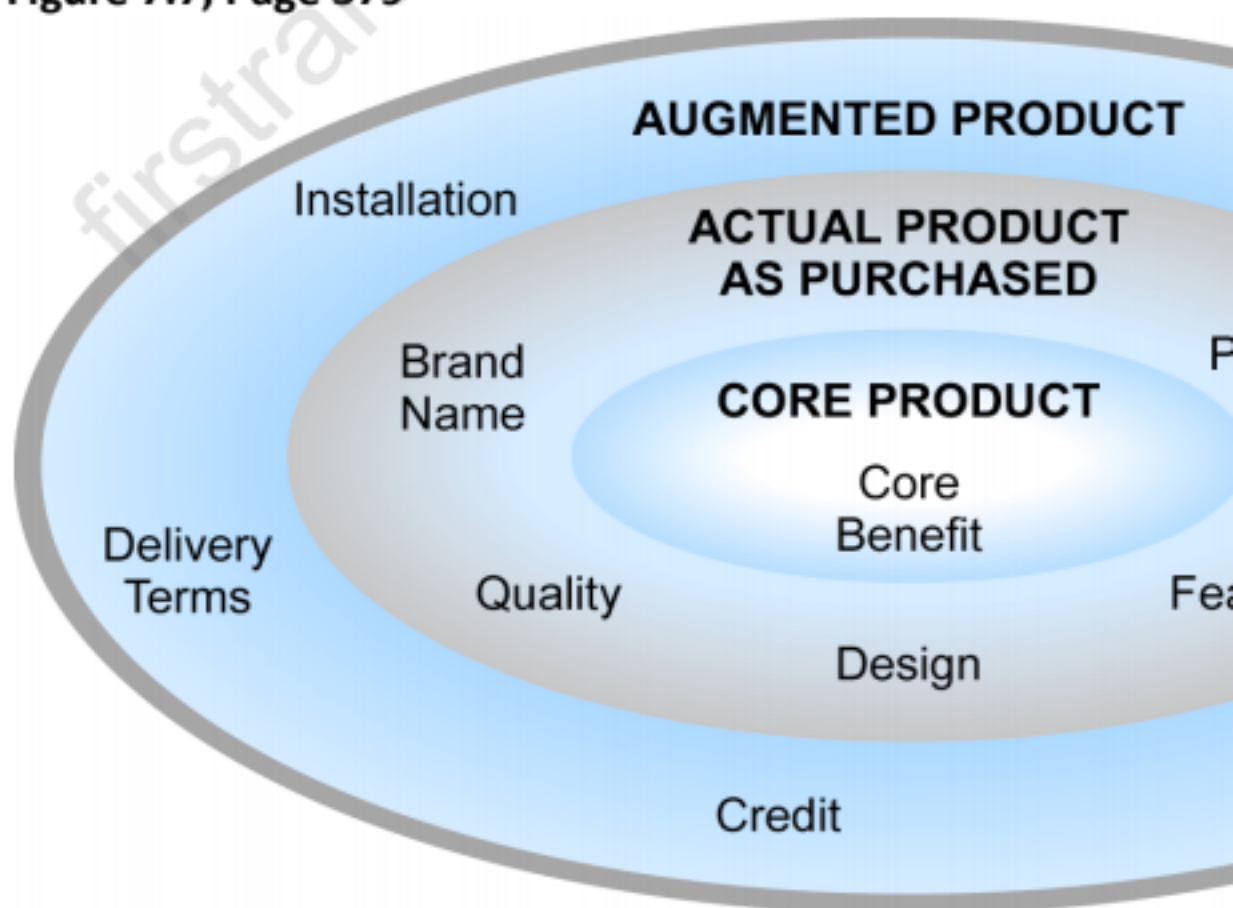 AUGMENTED PRODUCT
Installation
ACTUAL PRODUCT
AS PURCHASED
Brand
Name
CORE PRODUCT
Core
Benefit
Delivery
Terms
Quality
Design
Credit